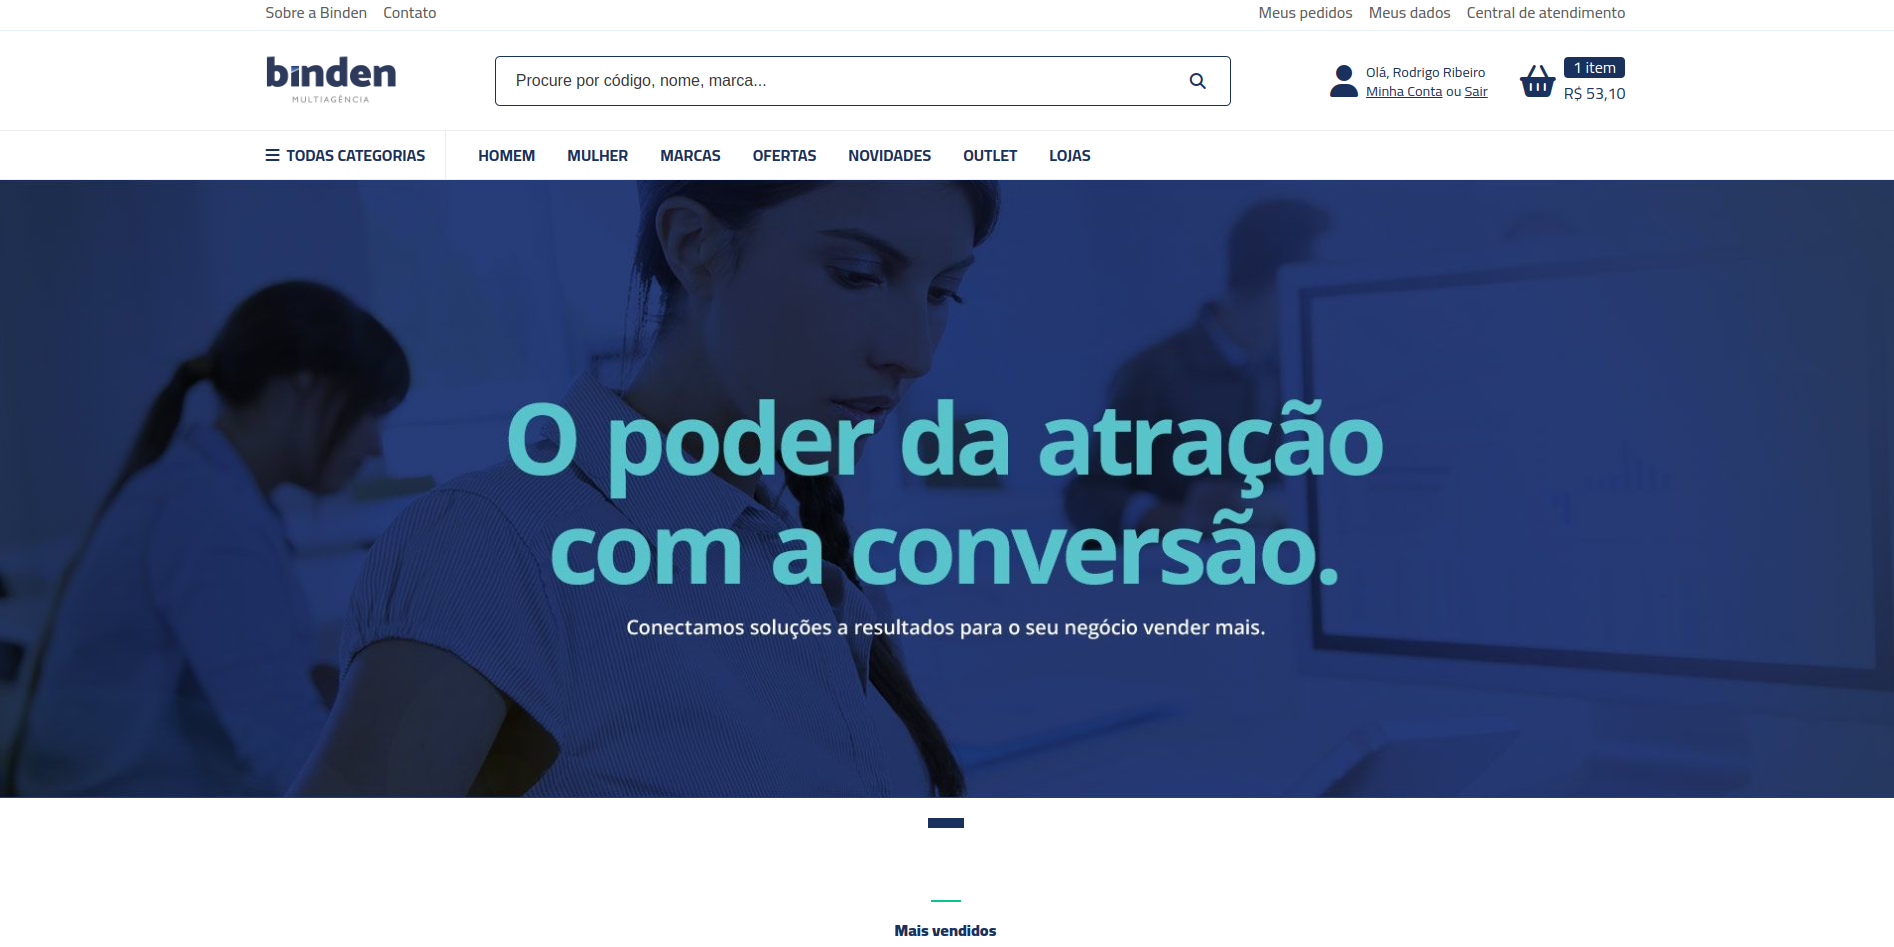 Sobre a Binden Contato Meus pedidos Meus dados Central de atendimento
binden
MULTIAGÊNCIA
Procure por código, nome, marca...
Olá, Rodrigo Ribeiro
Minha Conta ou Sair
1 item
R$ 53,10
TODAS CATEGORIAS HOMEM MULHER MARCAS OFERTAS NOVIDADES OUTLET LOJAS
O poder da atração
com a conversão.
Conectamos soluções a resultados para o seu negócio vender mais.
Mais vendidos